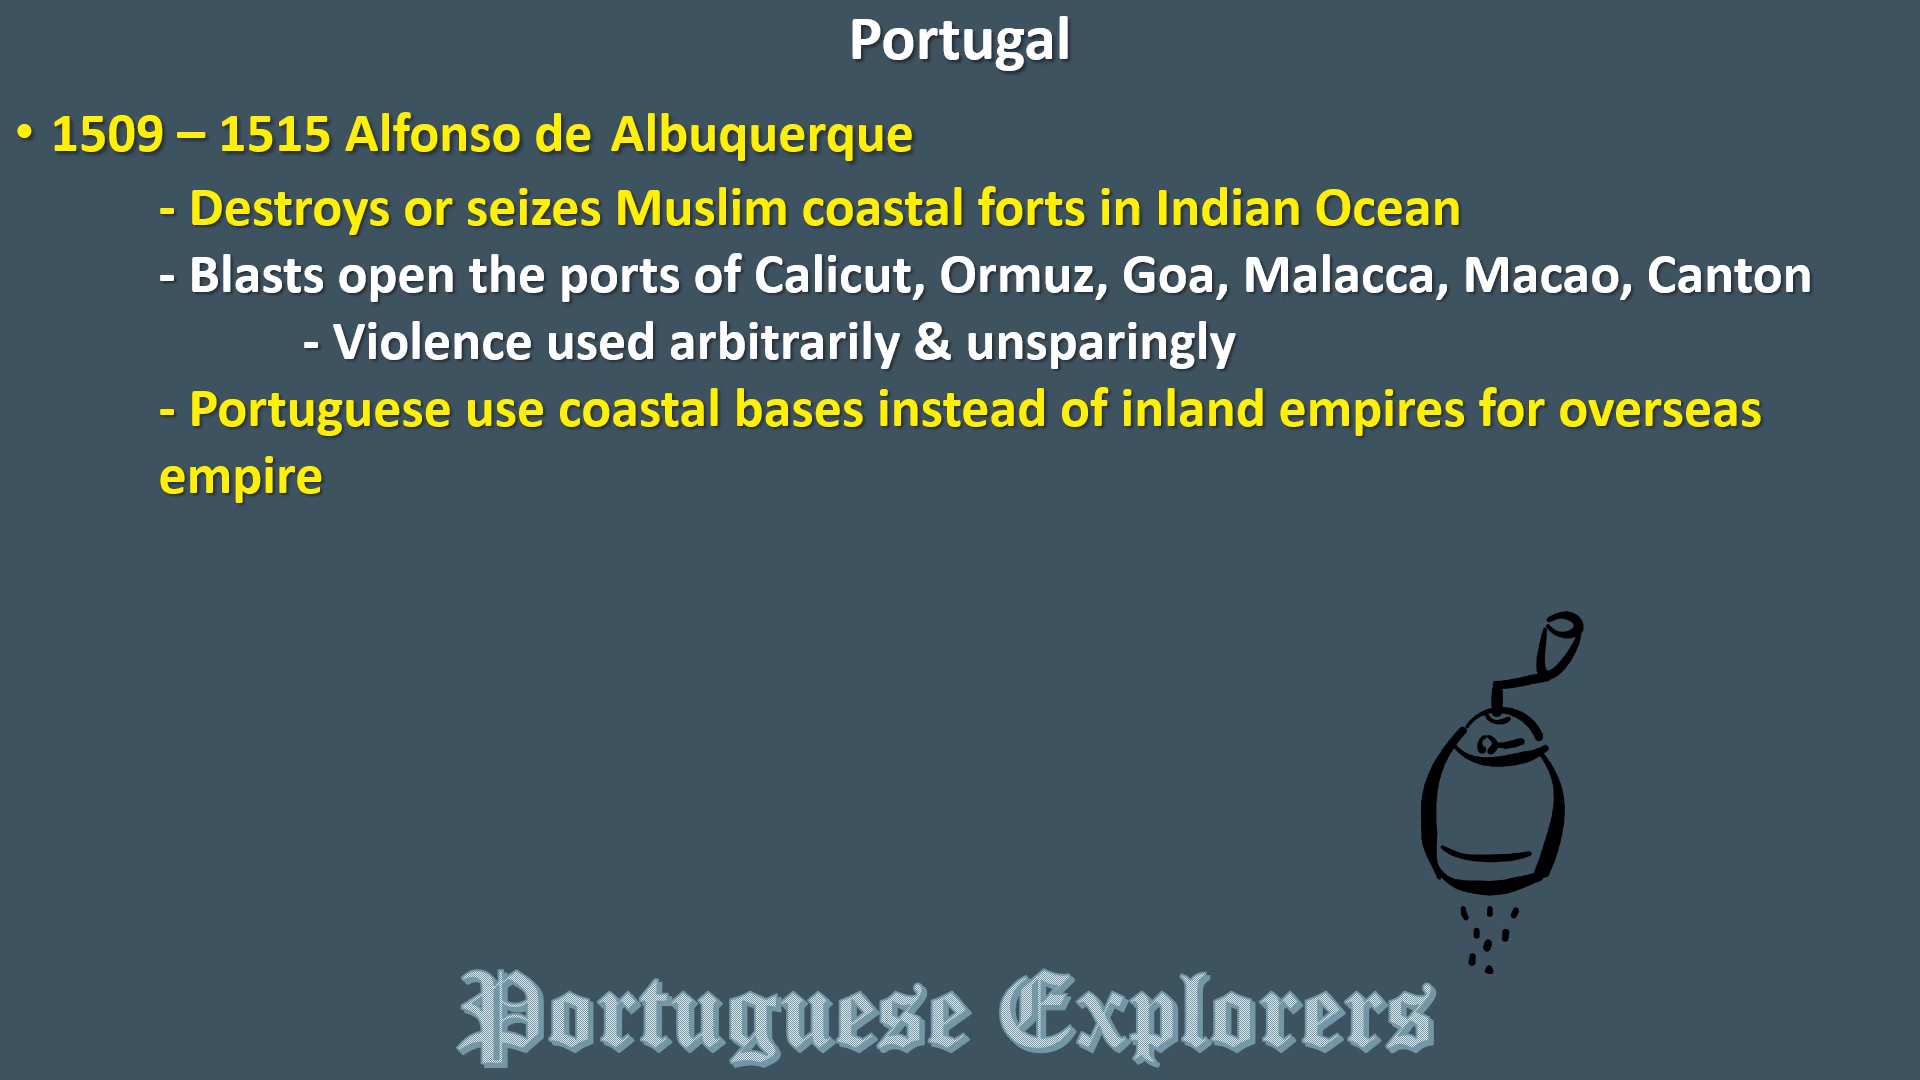 Portugal
• 1509 – 1515 Alfonso de Albuquerque
- Destroys or seizes Muslim coastal forts in Indian Ocean
- Blasts open the ports of Calicut, Ormuz, Goa, Malacca, Macao, Canton
- Violence used arbitrarily & unsparingly
- Portuguese use coastal bases instead of inland empires for overseas
empire
Portuguese Explorers